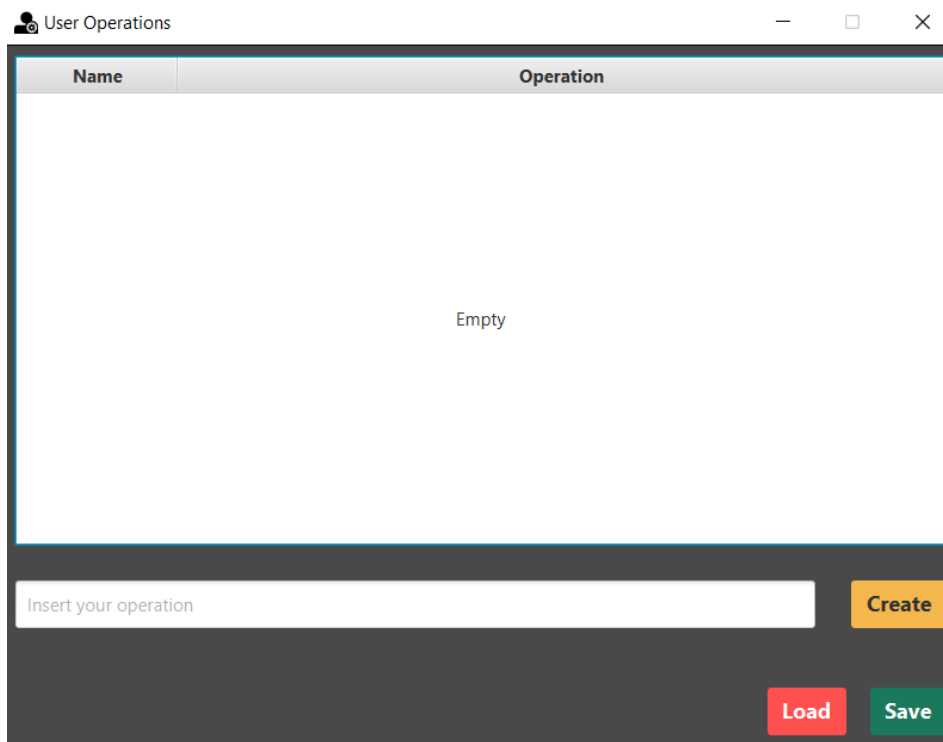 User Operations
Name Operation
Empty
Insert your operation
Create
Load Save